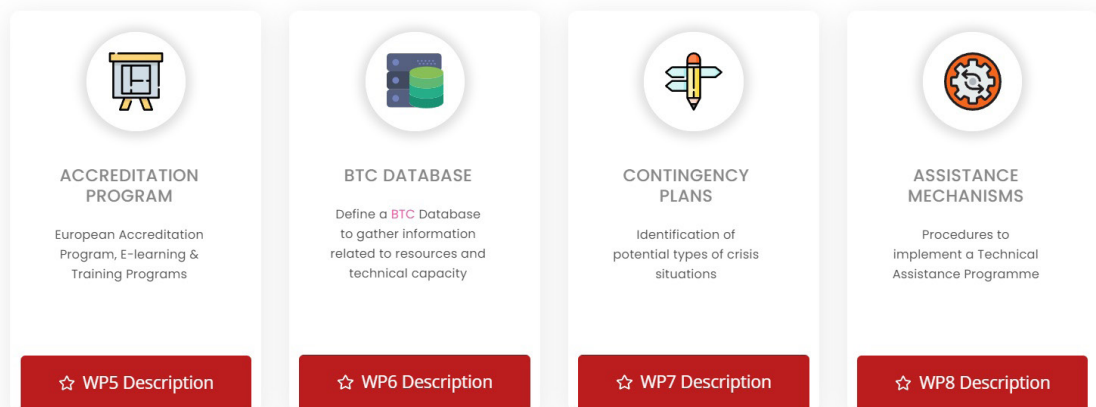 ACCREDITATION
PROGRAM
European Accreditation
Program, E-learning &
Training Programs
WP5 Description
BTC DATABASE
Define a BTC Database
to gather information
related to resources and
technical capacity
WP6 Description
CONTINGENCY
PLANS
Identification of
potential types of crisis
situations
WP7 Description
ASSISTANCE
MECHANISMS
Procedures to
implement a Technical
Assistance Programme
WP8 Description